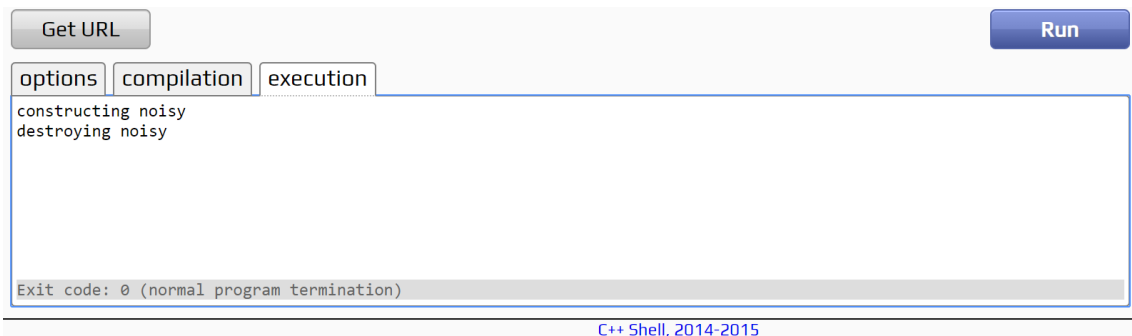 Get URL
Run
options
compilation
execution
constructing noisy
destroying noisy
Exit code: 0 (normal program termination)
C++ Shell, 2014-2015